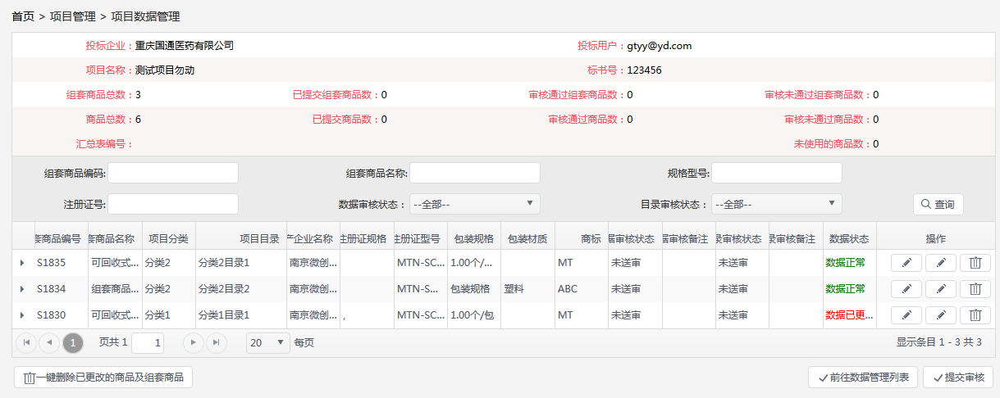 首页 > 项目管理 > 项目数据管理
投标企业： 重庆国通医药有限公司 投标用户： gtyy@yd.com
项目名称： 测试项目勿动 标书号： 123456
组套商品总数： 3 已提交组套商品数： 0 审核通过组套商品数： 0 审核未通过组套商品数： 0
商品总数： 6 已提交商品数： 0 审核通过商品数： 0 审核未通过商品数： 0
汇总表编号： 未使用的商品数： 0
组套商品编码: 组套商品名称: 规格型号:
注册证号: 数据审核状态： --全部-- 目录审核状态： --全部-- 查询
套商品编号 套商品名称 项目分类 项目目录 产企业名称 注册证规格 注册证型号 包装规格 包装材质 商标 据审核状态 据审核备注 录审核状态 录审核备注 数据状态 操作
S1835 可回收式... 分类2 分类2目录1 南京微创... MTN-SC... 1.00个/... MT 未送审 未送审 数据正常
S1834 组套商品... 分类2 分类2目录2 南京微创... MTN-S... 包装规格 塑料 ABC 未送审 未送审 数据正常
S1830 可回收式... 分类1 分类1目录1 南京微创... , MTN-SC... 1.00个/包 MT 未送审 未送审 数据已更...
1 页共 1 1 20 每页 显示条目 1 - 3 共 3
一键删除已更改的商品及组套商品 前往数据管理列表 提交审核